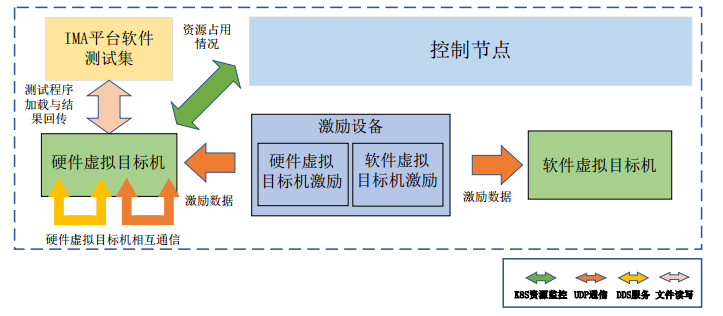 IMA平台软件
测试集
资源占用
情况
控制节点
测试程序
加载与结
果回传
激励设备
硬件虚拟
目标机激励
软件虚拟
目标机激励
硬件虚拟目标机
软件虚拟目标机
激励数据
激励数据
硬件虚拟目标机相互通信
K8S资源监控
UDP通信
DDS服务
文件读写